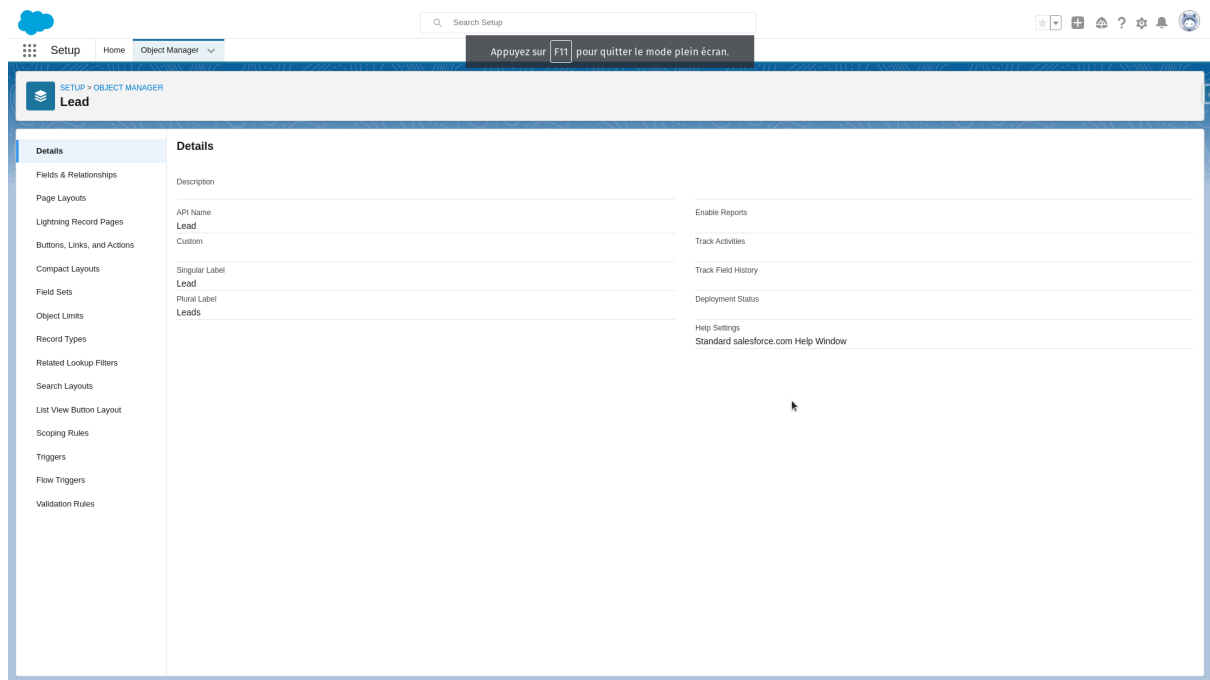 Search Setup
Setup
Home
Object Manager
Appuyez sur F11 pour quitter le mode plein écran.
SETUP > OBJECT MANAGER
Lead
Details
Fields & Relationships
Page Layouts
Lightning Record Pages
Buttons, Links, and Actions
Compact Layouts
Field Sets
Object Limits
Record Types
Related Lookup Filters
Search Layouts
List View Button Layout
Scoping Rules
Triggers
Flow Triggers
Validation Rules
Details
Description
API Name
Lead
Custom
Singular Label
Lead
Plural Label
Leads
Enable Reports
Track Activities
Track Field History
Deployment Status
Help Settings
Standard salesforce.com Help Window